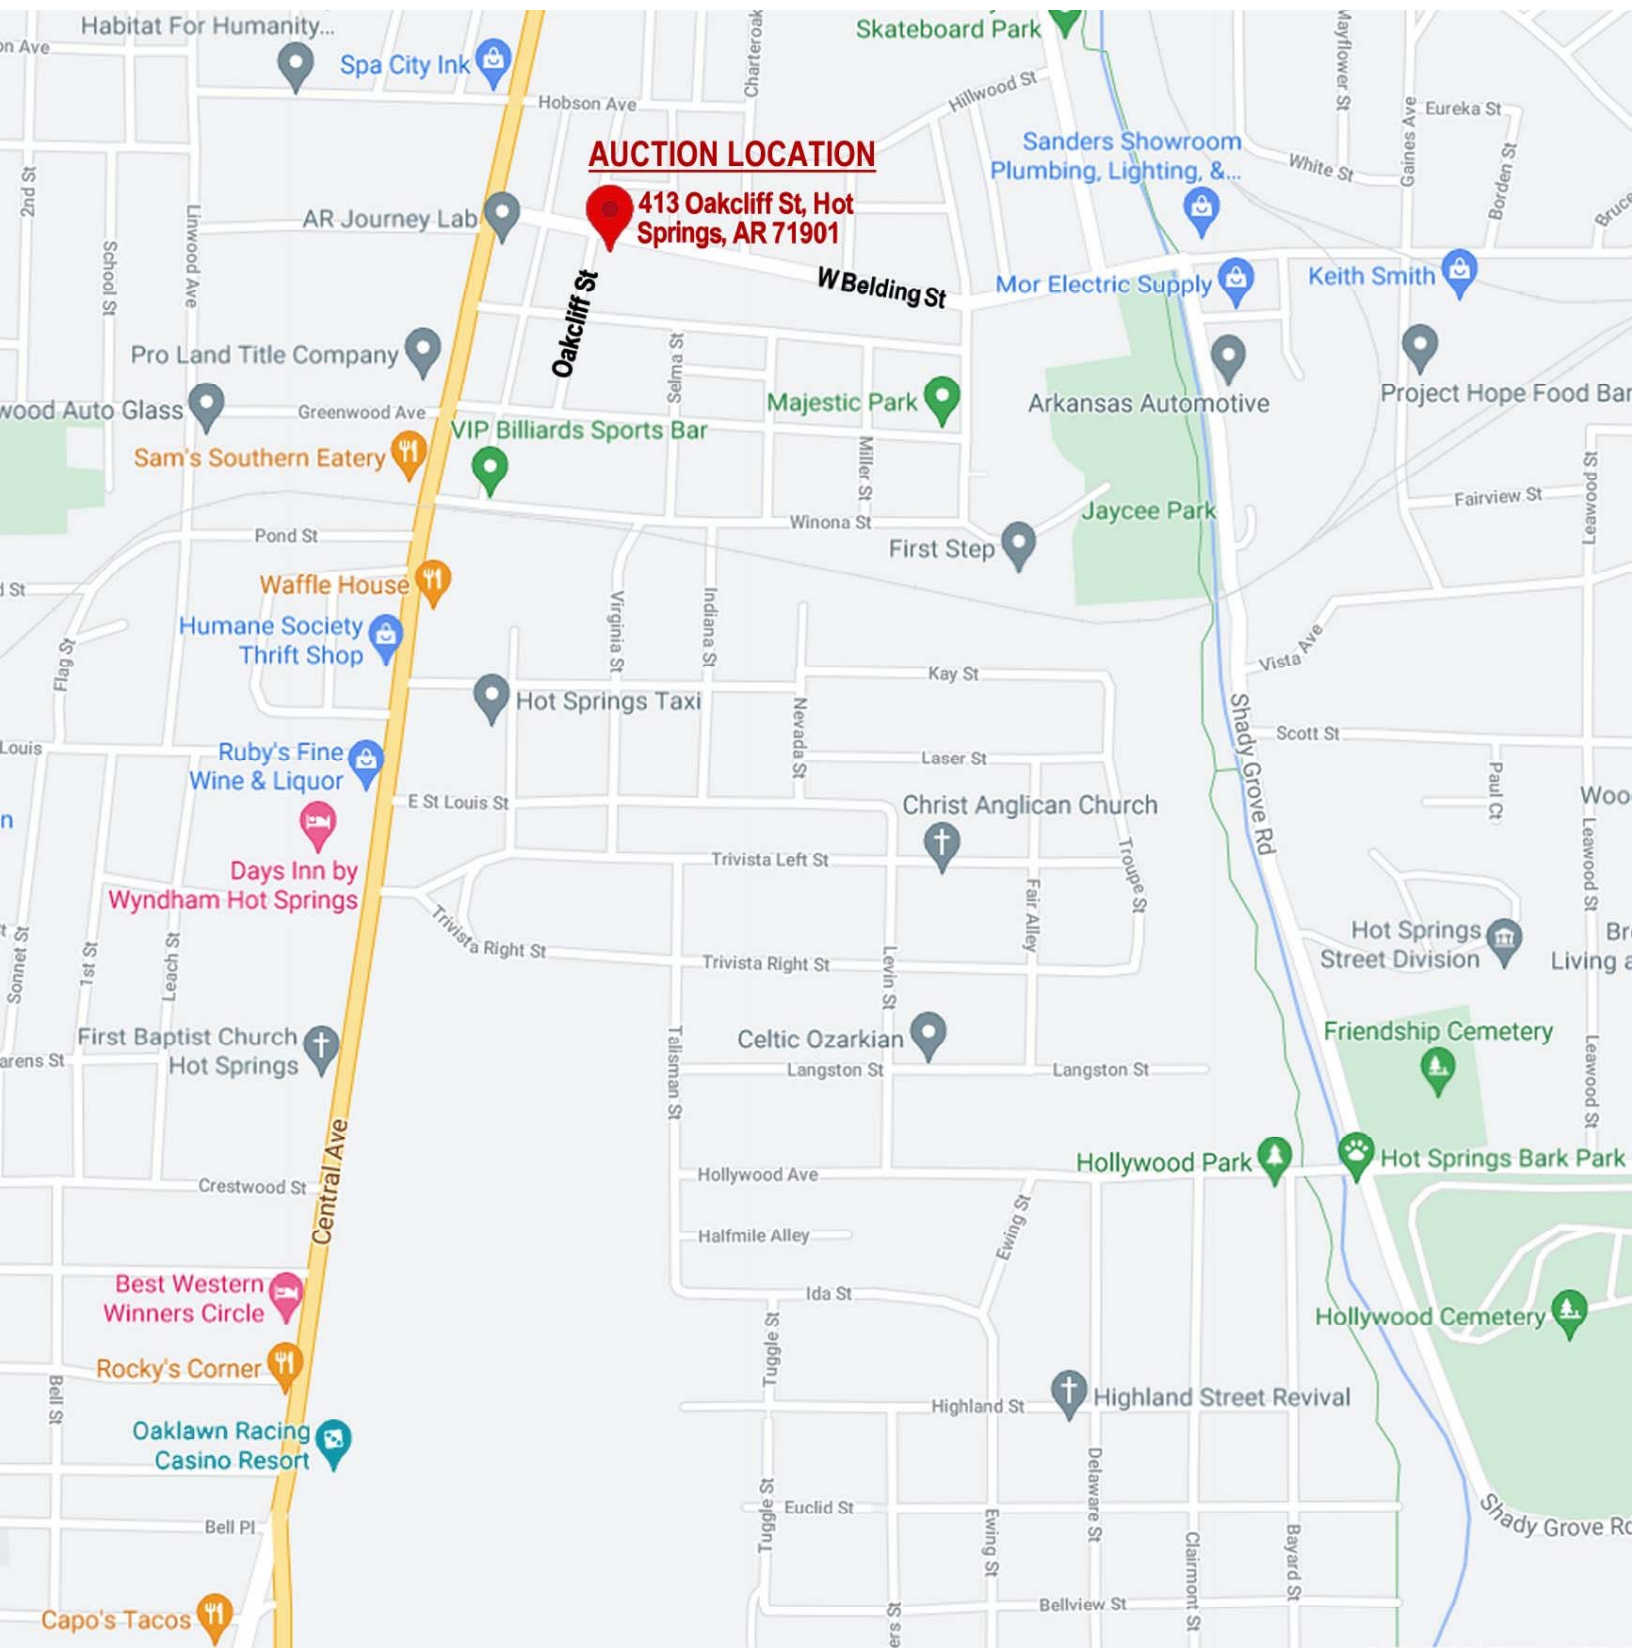 Habitat For Humanity...
Skateboard Park
Charteroak
Mayflower St
on Ave
Spa City Ink
Hobson Ave
Hillwood St
Gaines Ave
Eureka St
AUCTION LOCATION
Sanders Showroom
Plumbing, Lighting, &...
White St
Borden St
Bruce
2nd St
Linwood Ave
School St
AR Journey Lab
413 Oakcliff St, Hot
Springs, AR 71901
W Belding St
Oakcliff St
Mor Electric Supply
Keith Smith
Pro Land Title Company
Selma St
wood Auto Glass
Greenwood Ave
Majestic Park
Arkansas Automotive
Project Hope Food Bar
VIP Billiards Sports Bar
Sam's Southern Eatery
Miller St
Leawood St
Fairview St
Jaycee Park
Winona St
Pond St
First Step
Waffle House
d St
Virginia St
Indiana St
Humane Society
Thrift Shop
Flag St
Vista Ave
Kay St
Hot Springs Taxi
Nevada St
Shady Grove Rd
Scott St
Louis
Ruby's Fine
Wine & Liquor
Laser St
Paul Ct
Woo
E St Louis St
Christ Anglican Church
n
Days Inn by
Wyndham Hot Springs
Trivista Left St
Troupe St
Fair Alley
Leawood St
Trivista Right St
Trivista Right St
Levin St
Hot Springs
Street Division
Br
Living a
Sonnet St
1st St
Leach St
First Baptist Church
Hot Springs
arens St
Celtic Ozarkian
Talisman St
Langston St
Langston St
Friendship Cemetery
Leawood St
Central Ave
Crestwood St
Hollywood Ave
Hollywood Park
Hot Springs Bark Park
Halfmile Alley
Ewing St
Best Western
Winners Circle
Ida St
Hollywood Cemetery
Tuggle St
Rocky's Corner
Bell St
Highland St
Highland Street Revival
Oaklawn Racing
Casino Resort
Delaware St
Tuggle St
Euclid St
Ewing St
Shady Grove Rd
Bell Pl
Clairmont St
Bayard St
Bellview St
Capo's Tacos
ers St